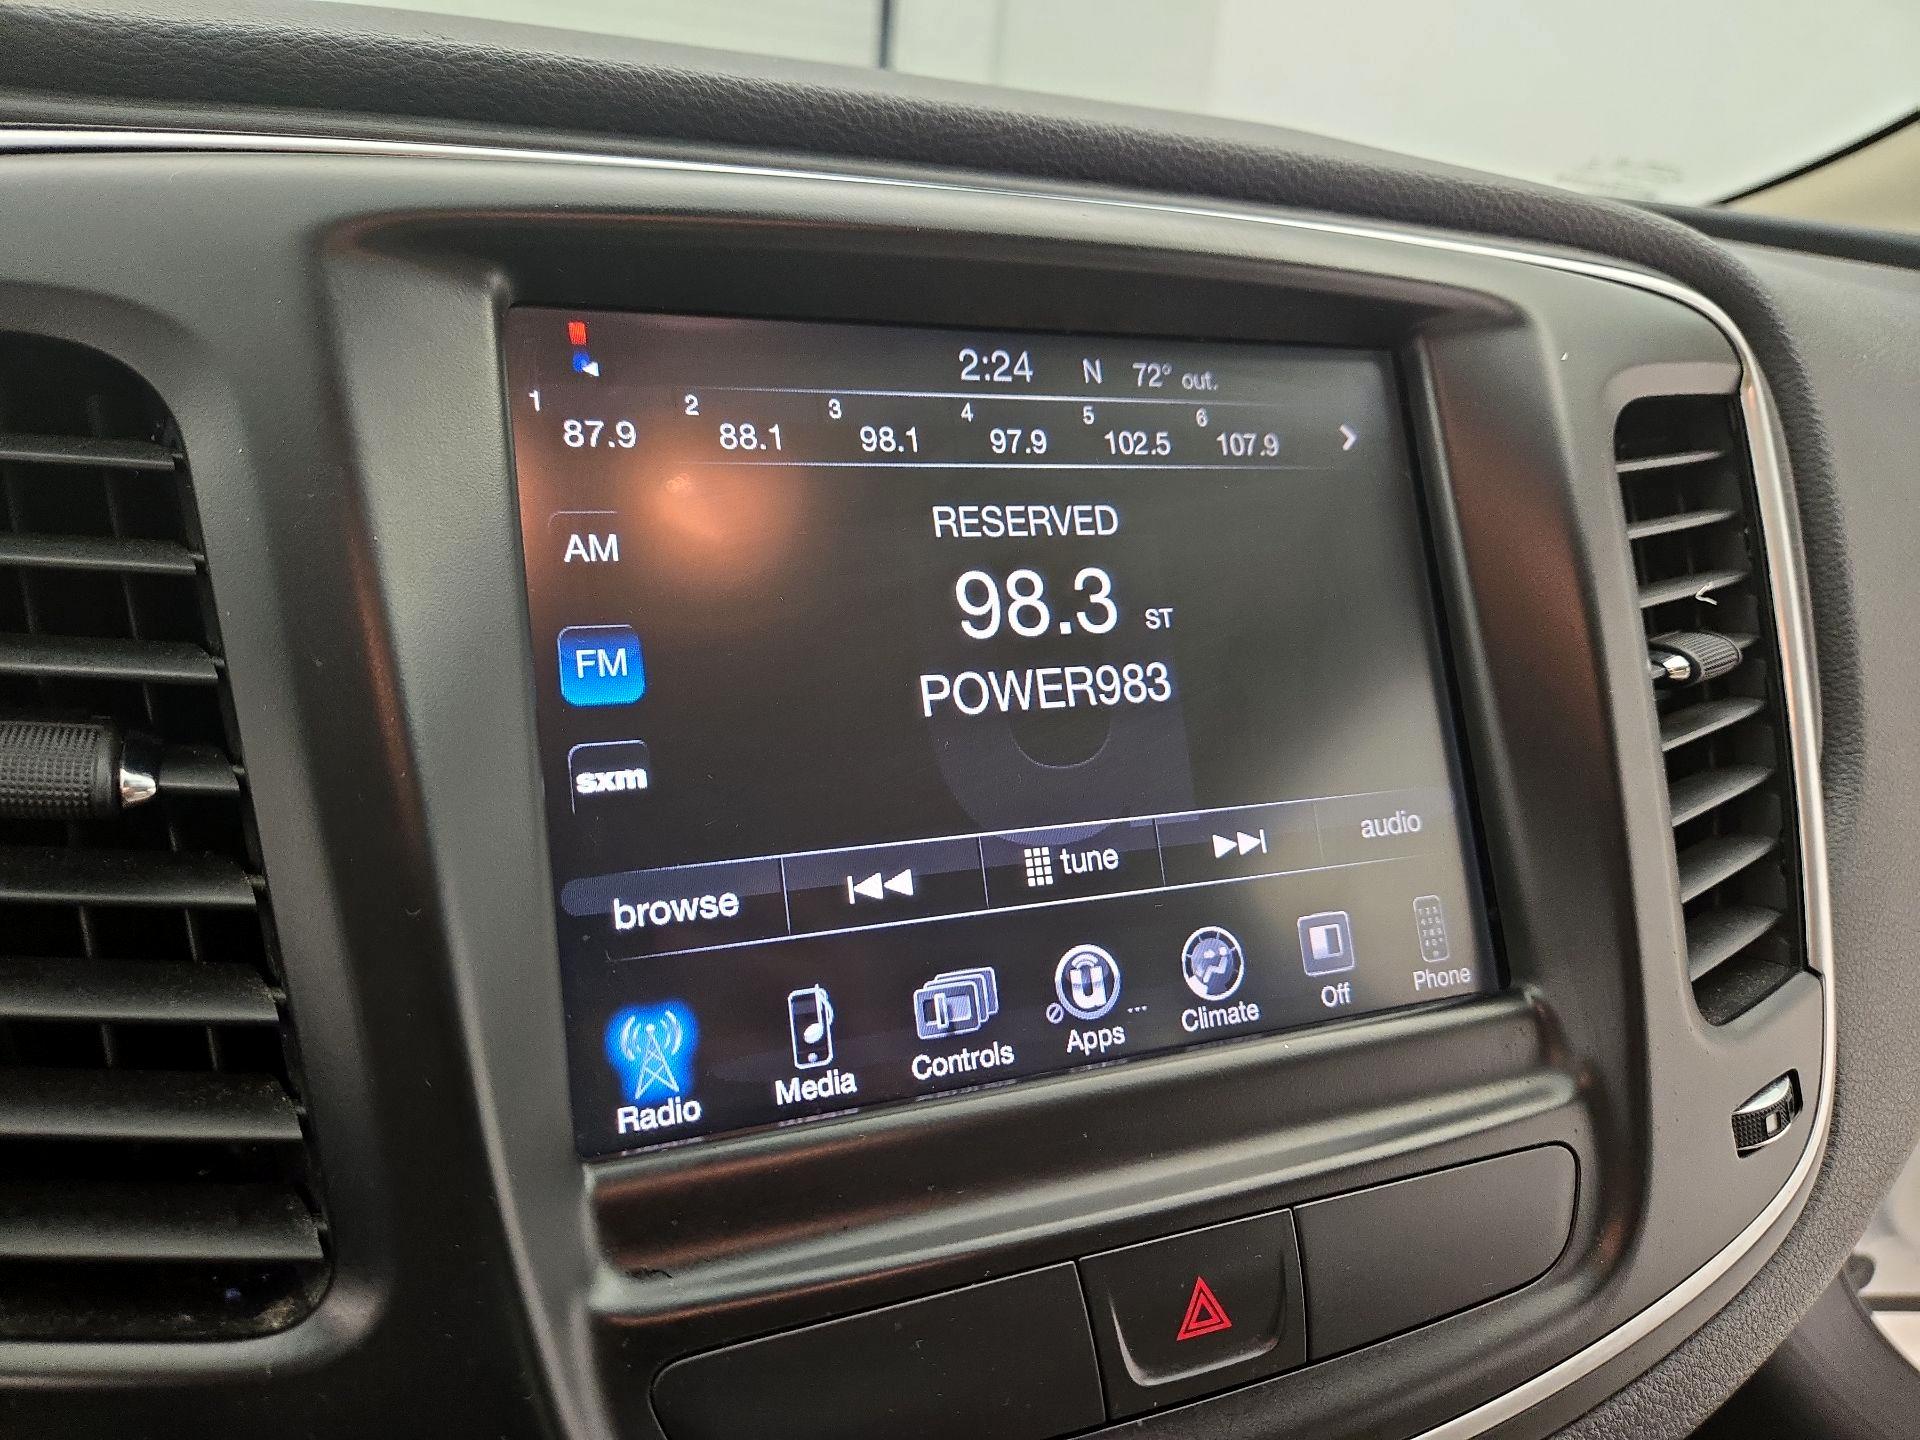 2:24 N 72° out.
1 2 3 4 5 6
87.9 88.1 98.1 97.9 102.5 107.9
RESERVED
AM
98.3 ST
FM
POWER983
sxm
browse tune audio
Radio Media Controls Apps ... Climate Off Phone